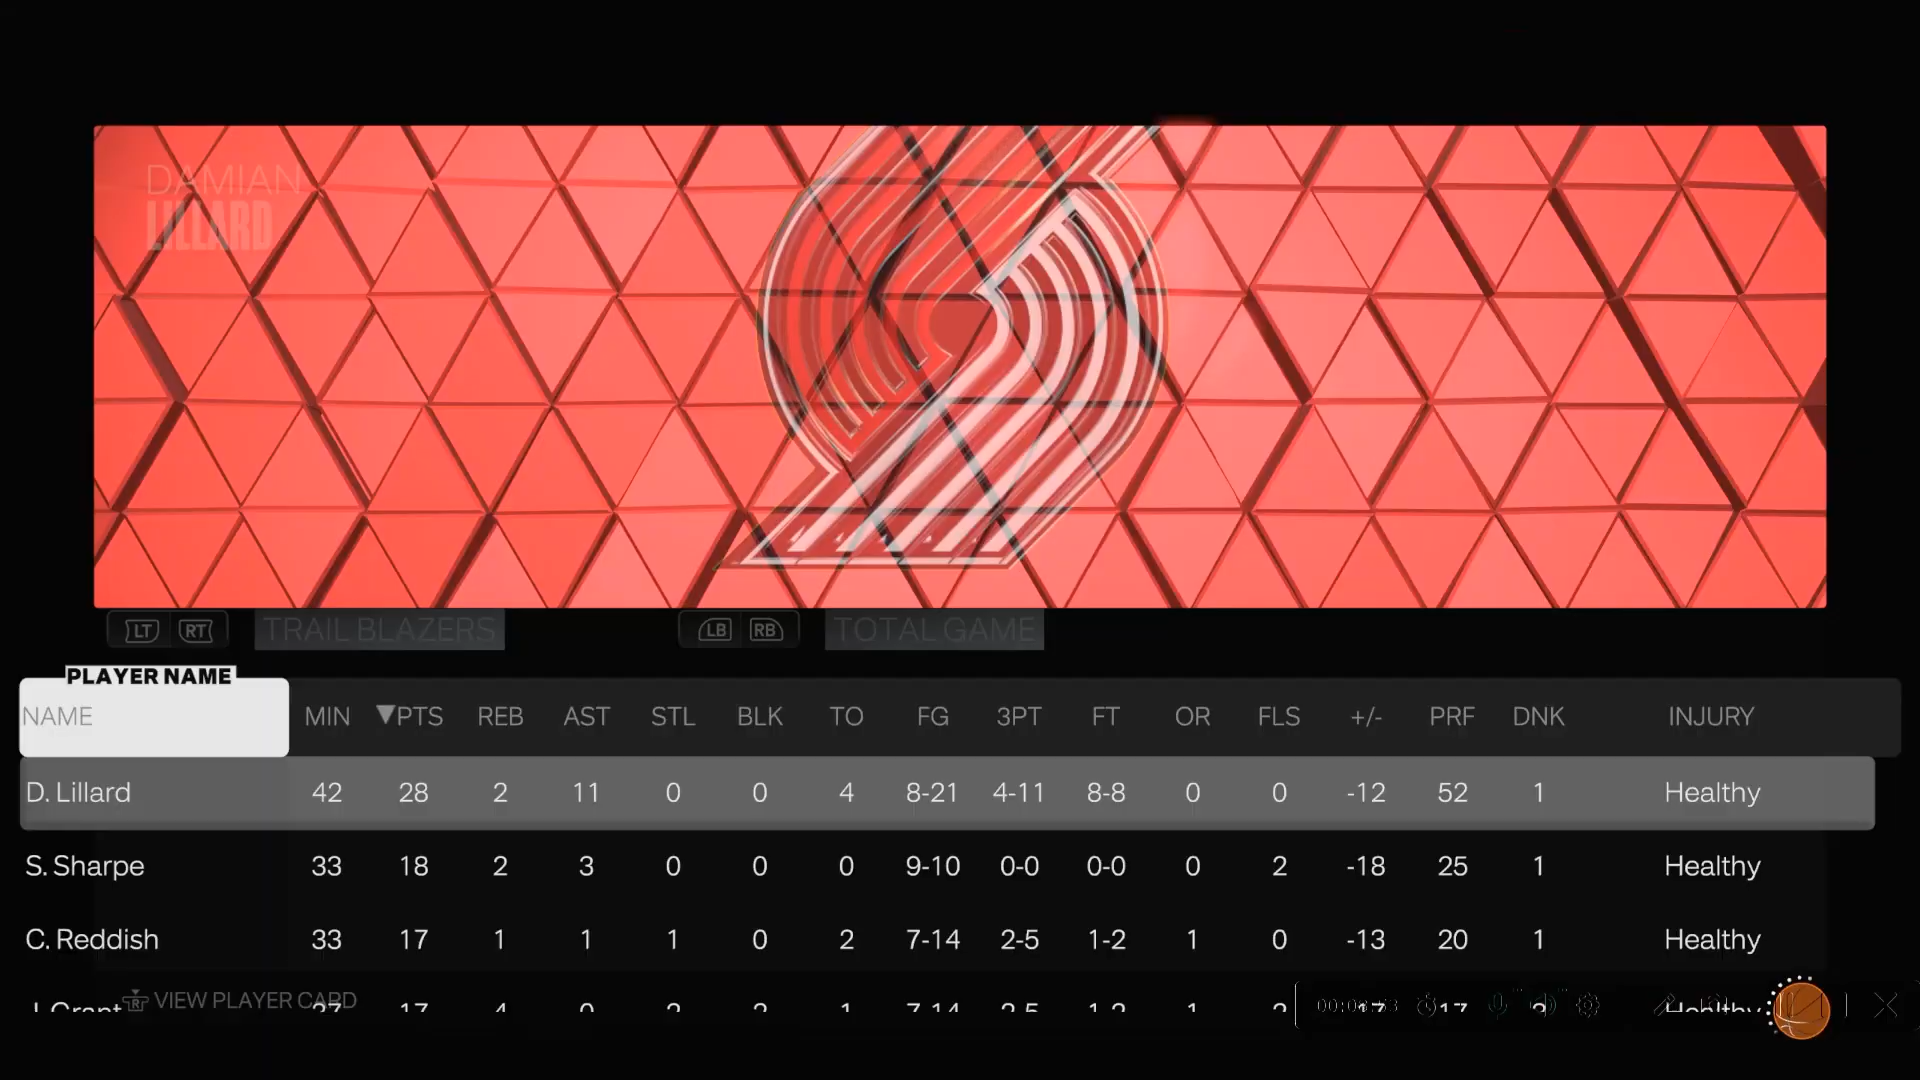 DAMIAN
LILLARD
LT RT TRAIL BLAZERS LB RB TOTAL GAME
PLAYER NAME
NAME MIN ▼PTS REB AST STL BLK TO FG 3PT FT OR FLS +/- PRF DNK INJURY
D. Lillard 42 28 2 11 0 0 4 8-21 4-11 8-8 0 0 -12 52 1 Healthy
S. Sharpe 33 18 2 3 0 0 0 9-10 0-0 0-0 0 2 -18 25 1 Healthy
C. Reddish 33 17 1 1 1 0 2 7-14 2-5 1-2 1 0 -13 20 1 Healthy
R VIEW PLAYER CARD